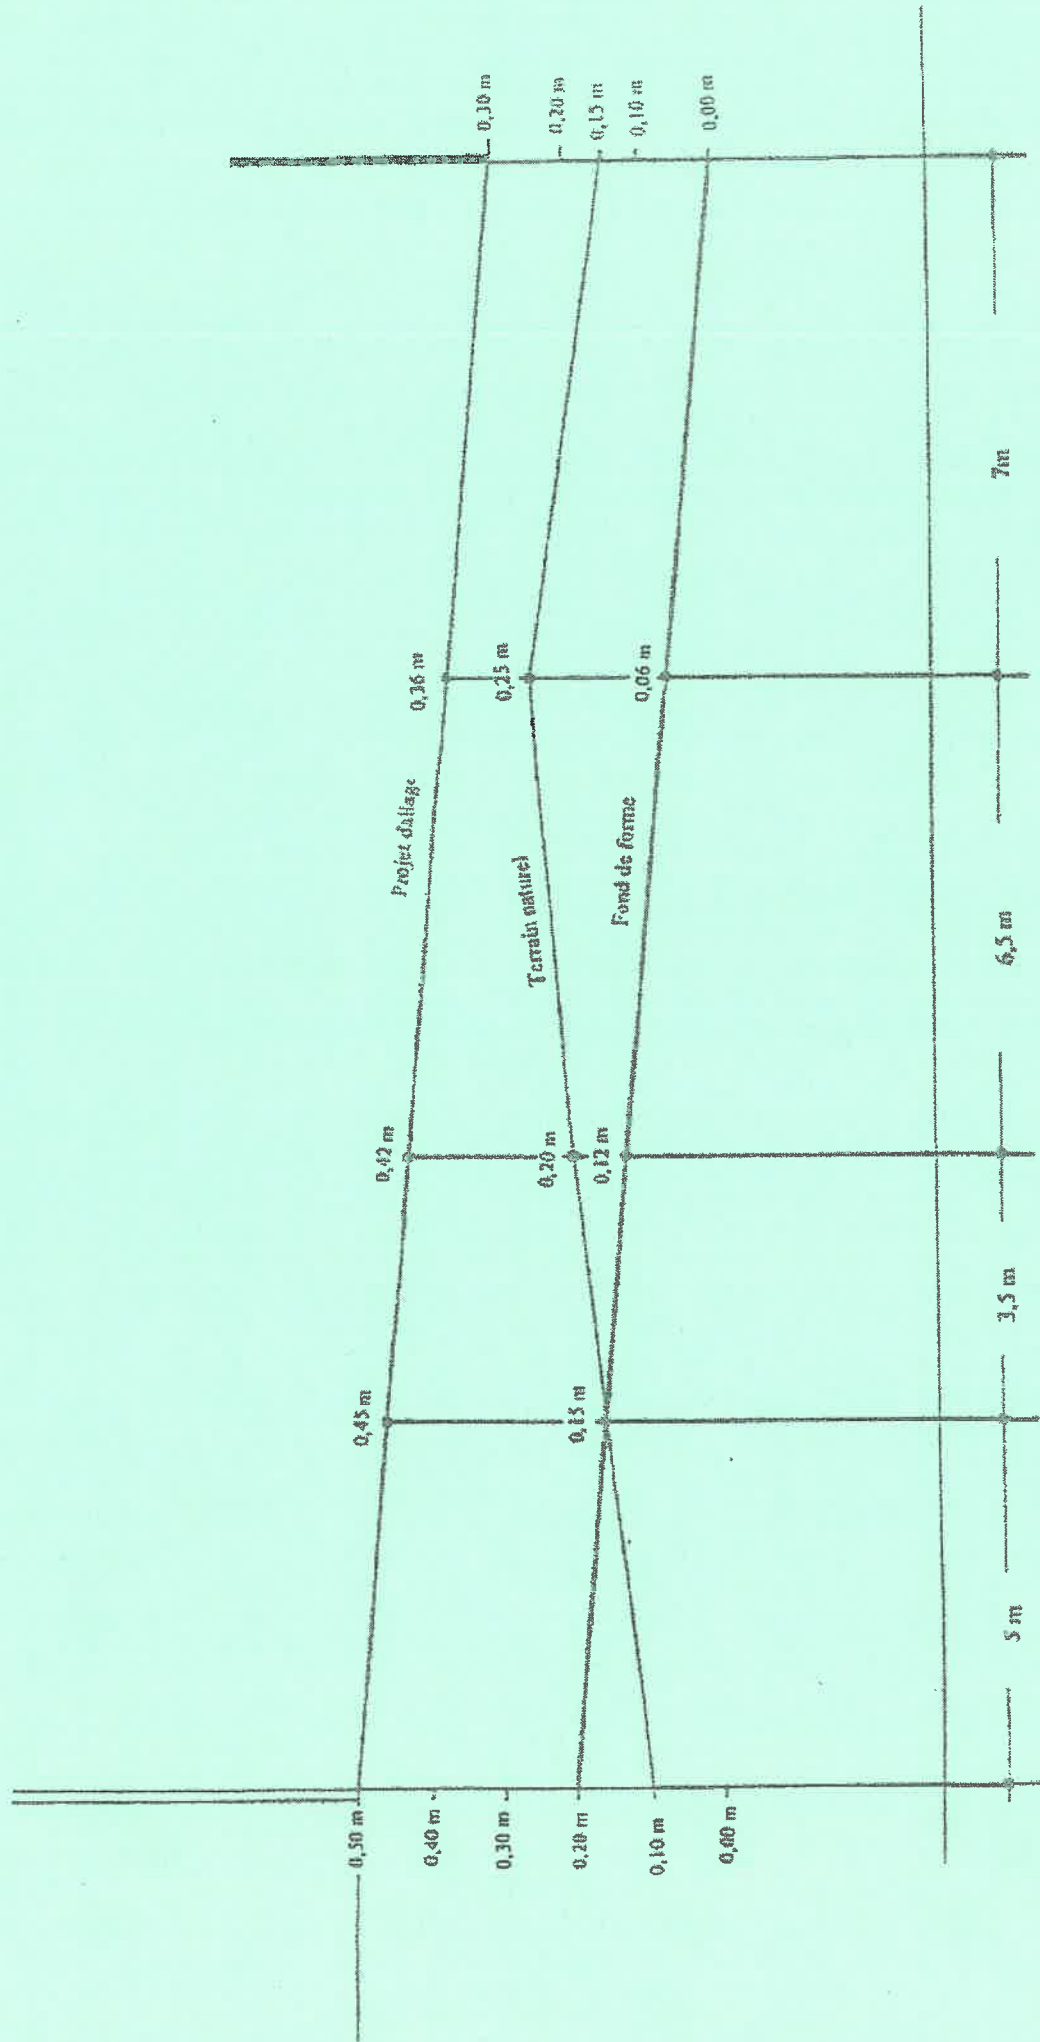 0,50 m
0,40 m
0,30 m
0,20 m
0,10 m
0,00 m
0,45 m
0,15 m
0,42 m
0,20 m
0,12 m
Projet dallage
Terrain naturel
Fond de forme
0,36 m
0,25 m
0,06 m
0,30 m
0,20 m
0,15 m
0,10 m
0,00 m
5 m
3,5 m
6,5 m
7m